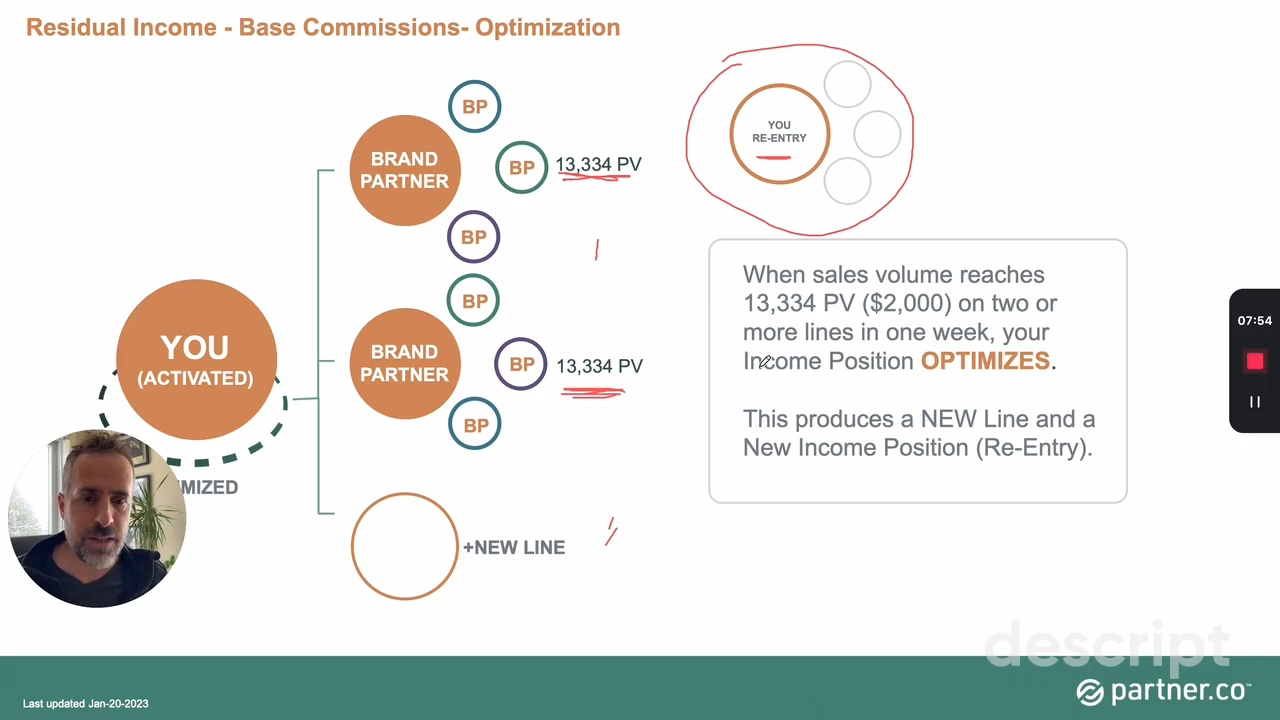 Residual Income - Base Commissions- Optimization
BP
BRAND
PARTNER
BP
13,334 PV
BP
YOU
RE-ENTRY
BP
BRAND
PARTNER
BP
13,334 PV
BP
YOU
(ACTIVATED)
MIZED
+NEW LINE
When sales volume reaches
13,334 PV ($2,000) on two or
more lines in one week, your
Income Position OPTIMIZES.
This produces a NEW Line and a
New Income Position (Re-Entry).
07:54
descript
Last updated Jan-20-2023
partner.co™